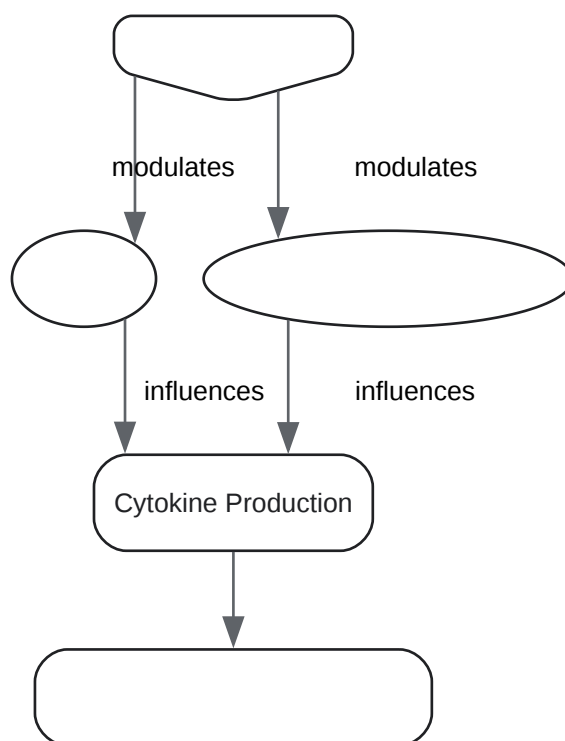 modulates
modulates
influences
influences
Cytokine Production